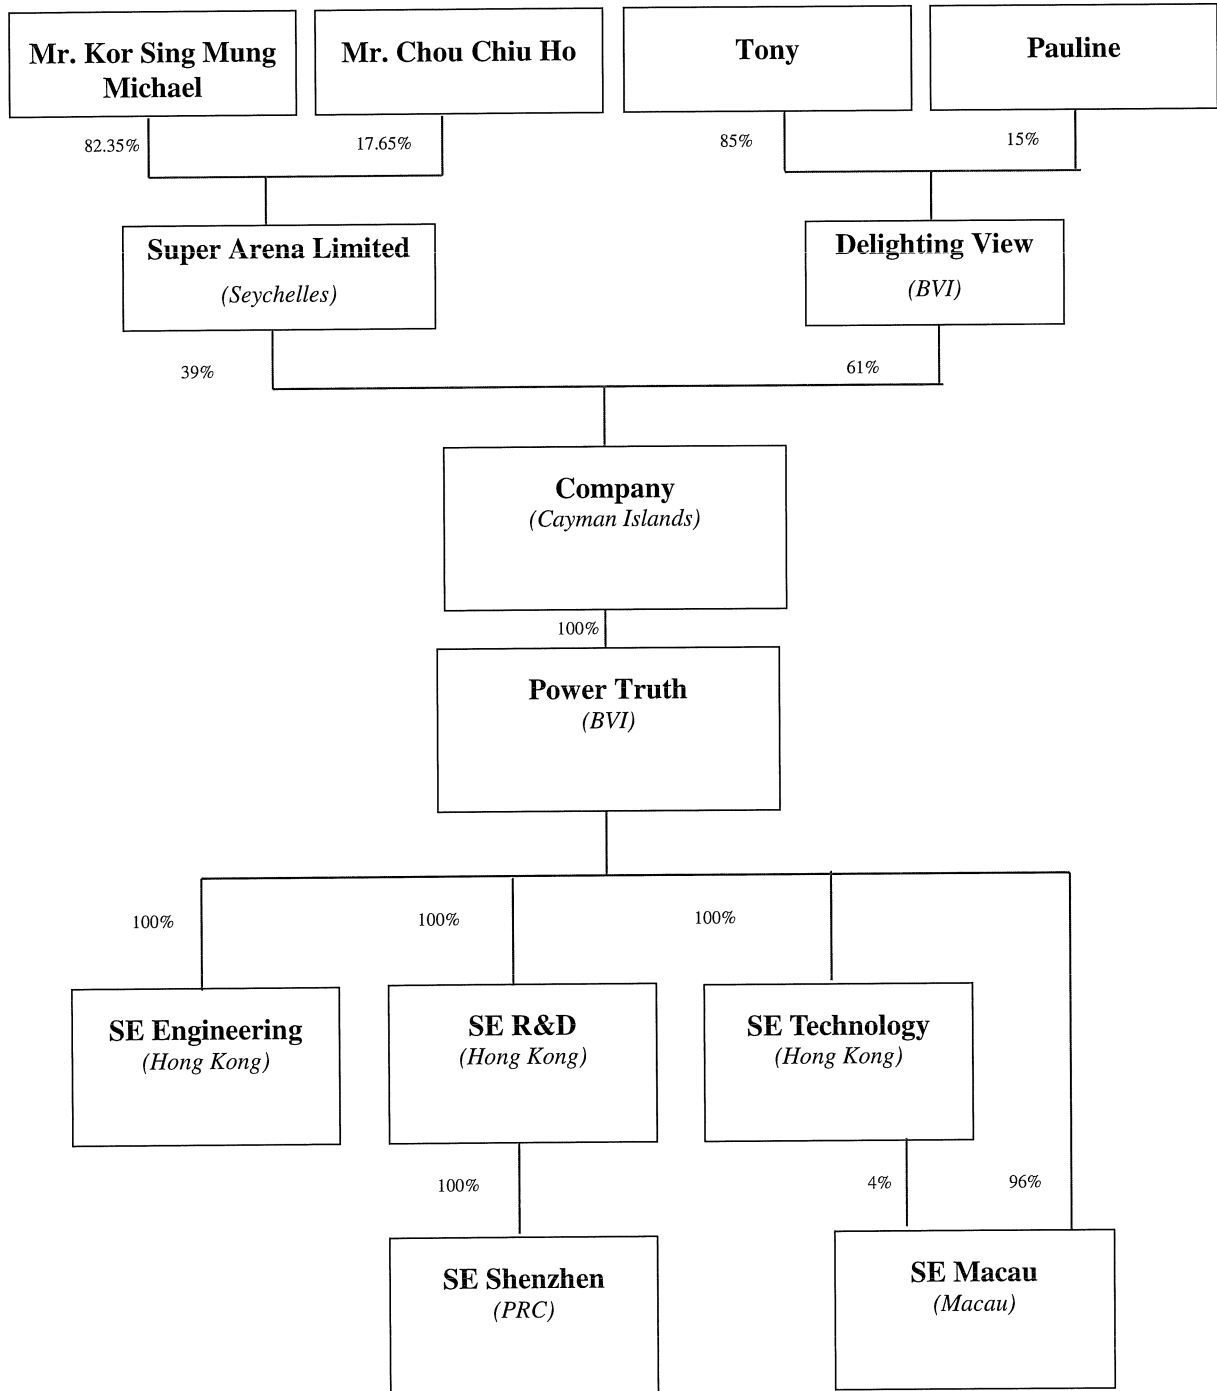 Mr. Kor Sing Mung
Michael
Mr. Chou Chiu Ho
Tony
Pauline
82.35%
17.65%
85%
15%
Super Arena Limited
(Seychelles)
Delighting View
(BVI)
39%
61%
Company
(Cayman Islands)
100%
Power Truth
(BVI)
100%
100%
100%
SE Engineering
(Hong Kong)
SE R&D
(Hong Kong)
SE Technology
(Hong Kong)
100%
4%
96%
SE Shenzhen
(PRC)
SE Macau
(Macau)